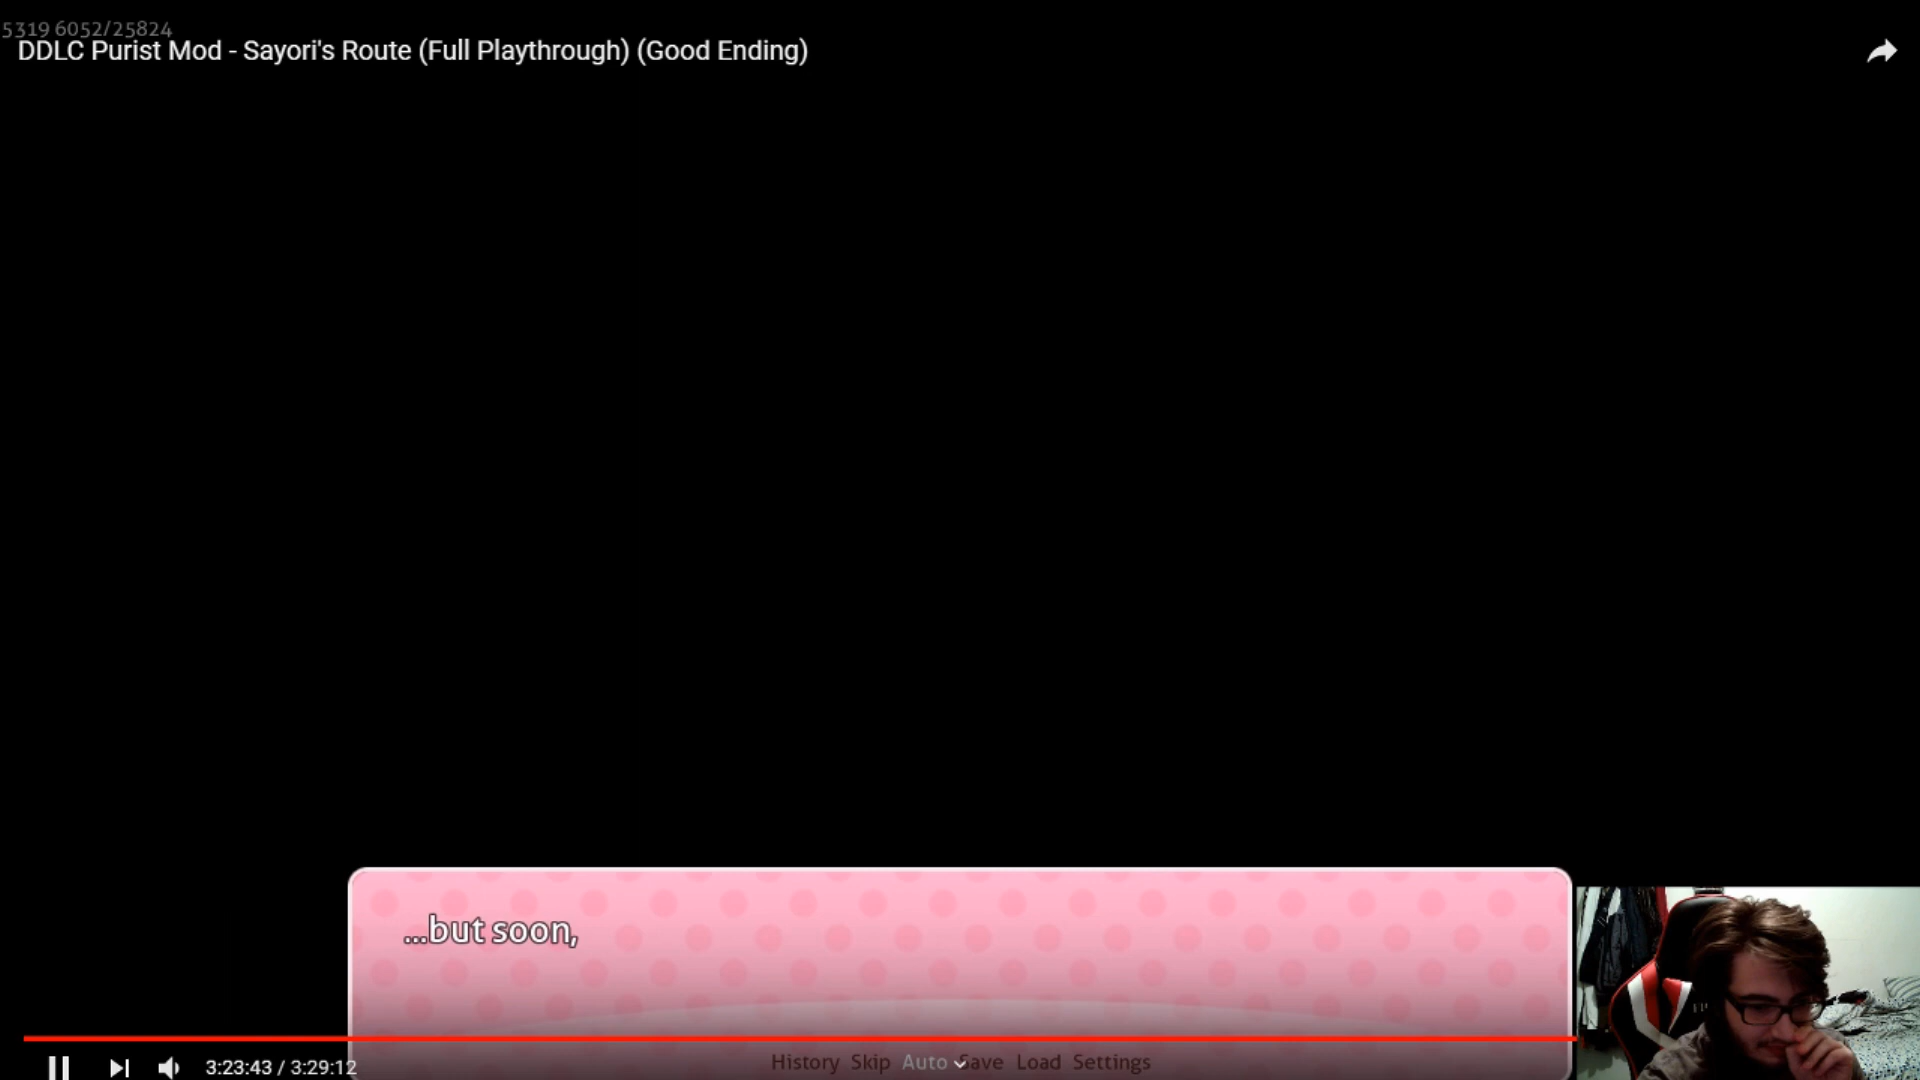 5319 6052/25824
DDLC Purist Mod - Sayori's Route (Full Playthrough) (Good Ending)
...but soon,
3:23:43 / 3:29:12
History Skip Auto Save Load Settings